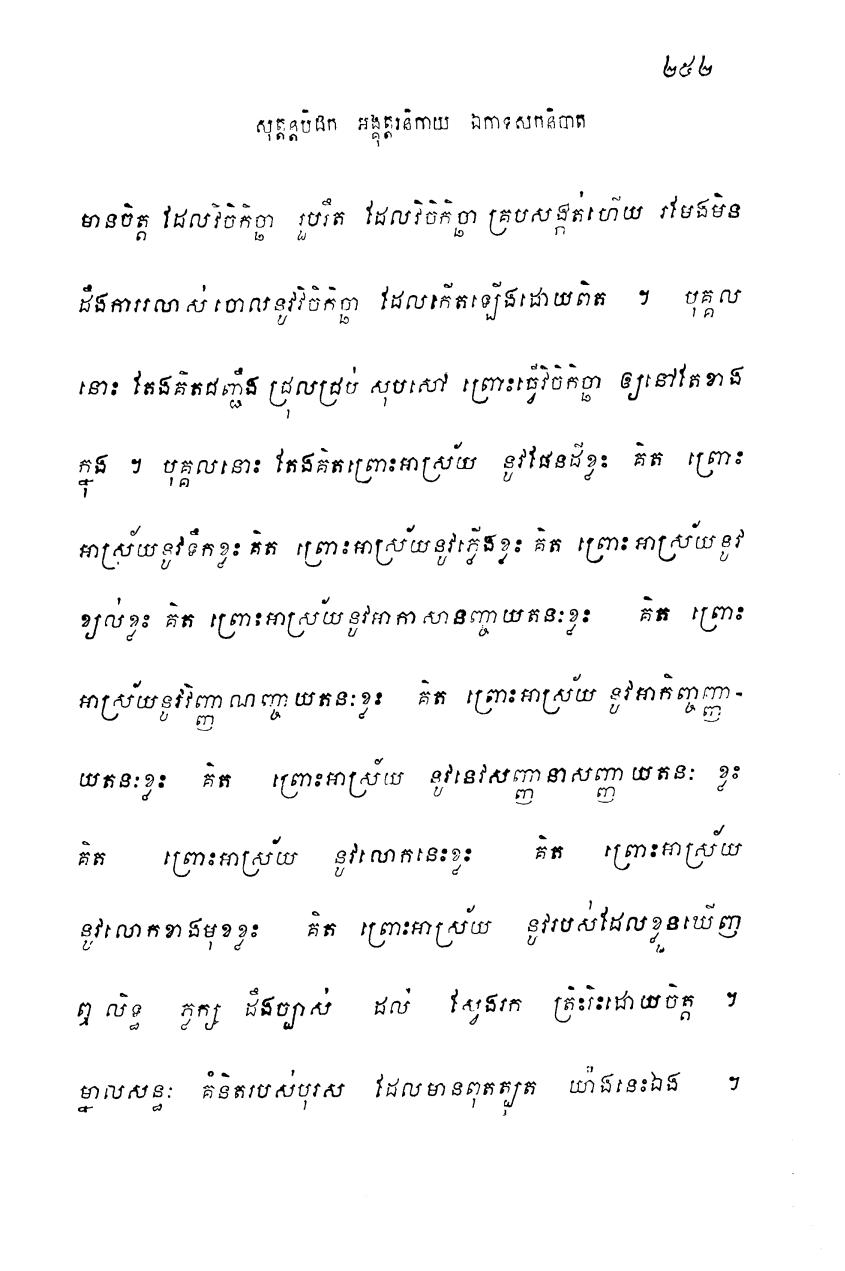 ២៥២
សុត្តន្តបិដក អង្គុត្តរនិកាយ ឯកាទសកនិបាត
មានចិត្ត ដែលវិចិកិច្ឆា រួបរឹត ដែលវិចិកិច្ឆា គ្របសង្កត់ហើយ រមែងមិន
ដឹងការរលាស់ចោលនូវវិចិកិច្ឆា ដែលកើតឡើងដោយពិត ។ បុគ្គល
នោះ តែងគិតជញ្ជឹង ជ្រុលជ្រប់ សុបសៅ ព្រោះធ្វើវិចិកិច្ឆា ឲ្យនៅតែខាង
ក្នុង ។ បុគ្គលនោះ តែងគិតព្រោះអាស្រ័យ នូវផែនដីខ្លះ គិត ព្រោះ
អាស្រ័យនូវទឹកខ្លះ គិត ព្រោះអាស្រ័យនូវភ្លើងខ្លះ គិត ព្រោះអាស្រ័យនូវ
ខ្យល់ខ្លះ គិត ព្រោះអាស្រ័យនូវអាកាសានញ្ចាយតនៈខ្លះ គិត ព្រោះ
អាស្រ័យនូវវិញ្ញាណញ្ចាយតនៈខ្លះ គិត ព្រោះអាស្រ័យ នូវអាកិញ្ចញ្ញា-
យតនៈខ្លះ គិត ព្រោះអាស្រ័យ នូវនេវសញ្ញានាសញ្ញាយតនៈ ខ្លះ
គិត ព្រោះអាស្រ័យ នូវលោកនេះខ្លះ គិត ព្រោះអាស្រ័យ
នូវលោកខាងមុខខ្លះ គិត ព្រោះអាស្រ័យ នូវរបស់ដែលខ្លួនឃើញ
ឮ លិទ្ធ ភ្លក្ស ដឹងច្បាស់ ដល់ ស្វែងរក ត្រិះរិះដោយចិត្ត ។
ម្នាលសន្ធៈ គំនិតរបស់បុរស ដែលមានពុតត្បុត យ៉ាងនេះឯង ។